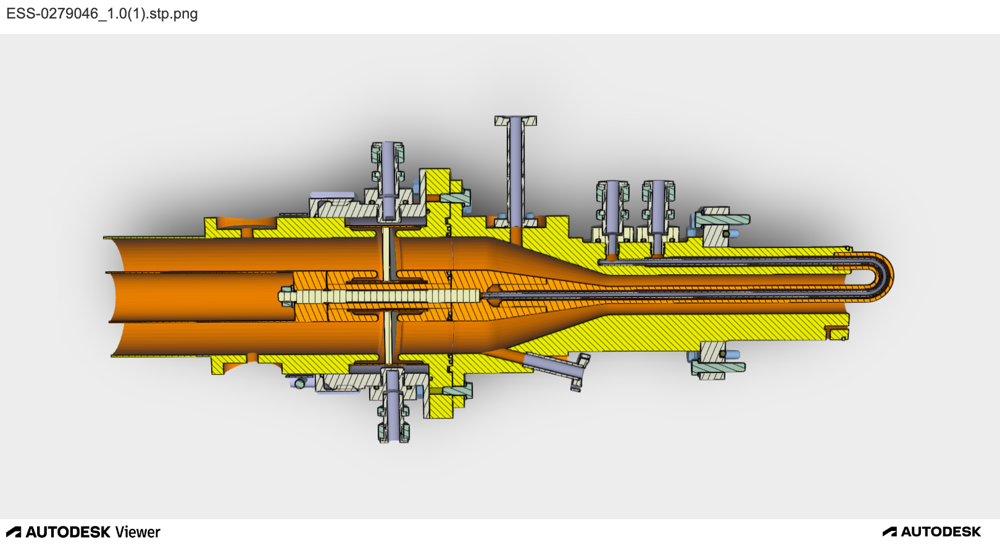 ESS-0279046_1.0(1).stp.png
AUTODESK Viewer
AUTODESK